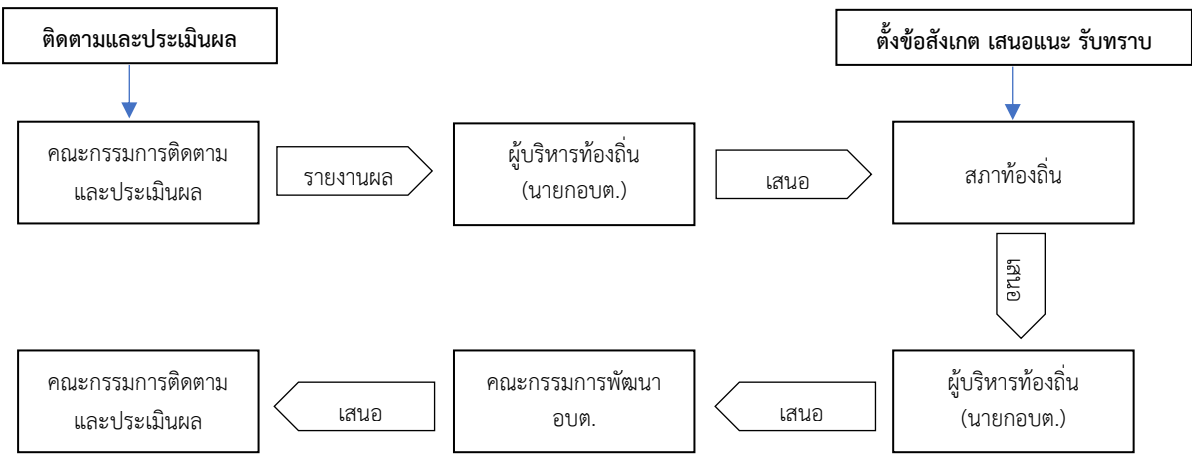 ติดตามและประเมินผล
ตั้งข้อสังเกต เสนอแนะ รับทราบ
คณะกรรมการติดตาม
และประเมินผล
รายงานผล
ผู้บริหารท้องถิ่น
(นายกอบต.)
เสนอ
สภาท้องถิ่น
เสนอ
ผู้บริหารท้องถิ่น
(นายกอบต.)
เสนอ
คณะกรรมการพัฒนา
อบต.
เสนอ
คณะกรรมการติดตาม
และประเมินผล